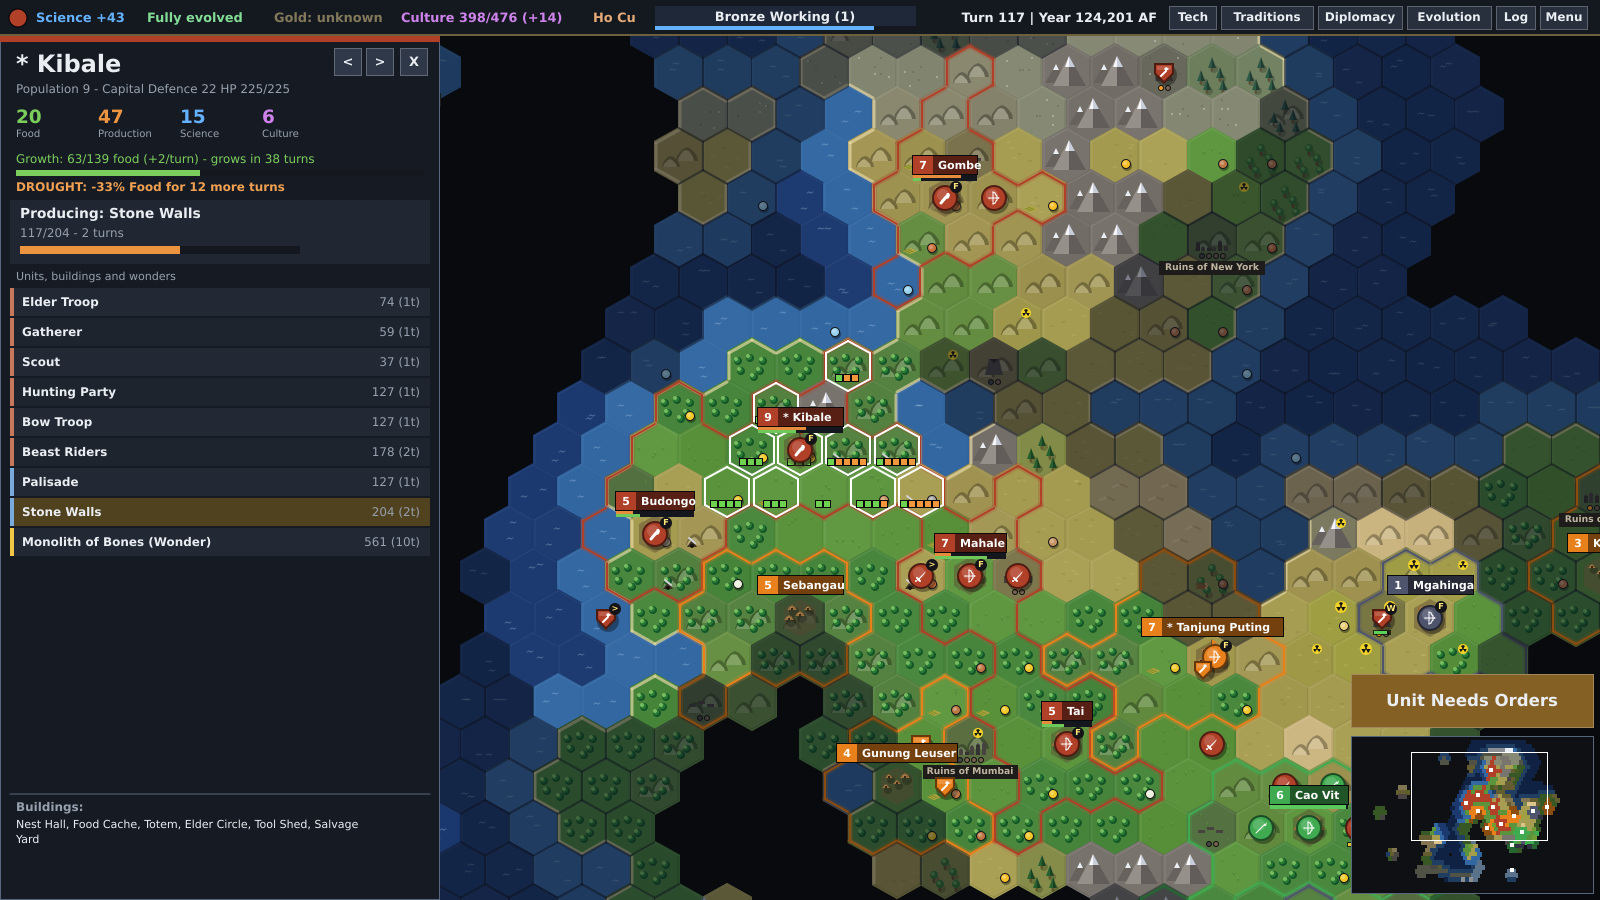 Science +43 Fully evolved Gold: unknown Culture 398/476 (+14) Ho Cu Bronze Working (1) Turn 117 | Year 124,201 AF Tech Traditions Diplomacy Evolution Log Menu
* Kibale < > X
Population 9 - Capital Defence 22 HP 225/225
20 47 15 6
Food Production Science Culture
Growth: 63/139 food (+2/turn) - grows in 38 turns
DROUGHT: -33% Food for 12 more turns
Producing: Stone Walls
117/204 - 2 turns
Units, buildings and wonders
Elder Troop 74 (1t)
Gatherer 59 (1t)
Scout 37 (1t)
Hunting Party 127 (1t)
Bow Troop 127 (1t)
Beast Riders 178 (2t)
Palisade 127 (1t)
Stone Walls 204 (2t)
Monolith of Bones (Wonder) 561 (10t)
Buildings:
Nest Hall, Food Cache, Totem, Elder Circle, Tool Shed, Salvage
Yard
7 Gombe
F
Ruins of New York
9 * Kibale
F
5 Budongo
F
Ruins o
3 K
7 Mahale
> F
5 Sebangau
1 Mgahinga
>
W F
7 * Tanjung Puting
F
5 Tai
F
Unit Needs Orders
4 Gunung Leuser
Ruins of Mumbai
6 Cao Vit